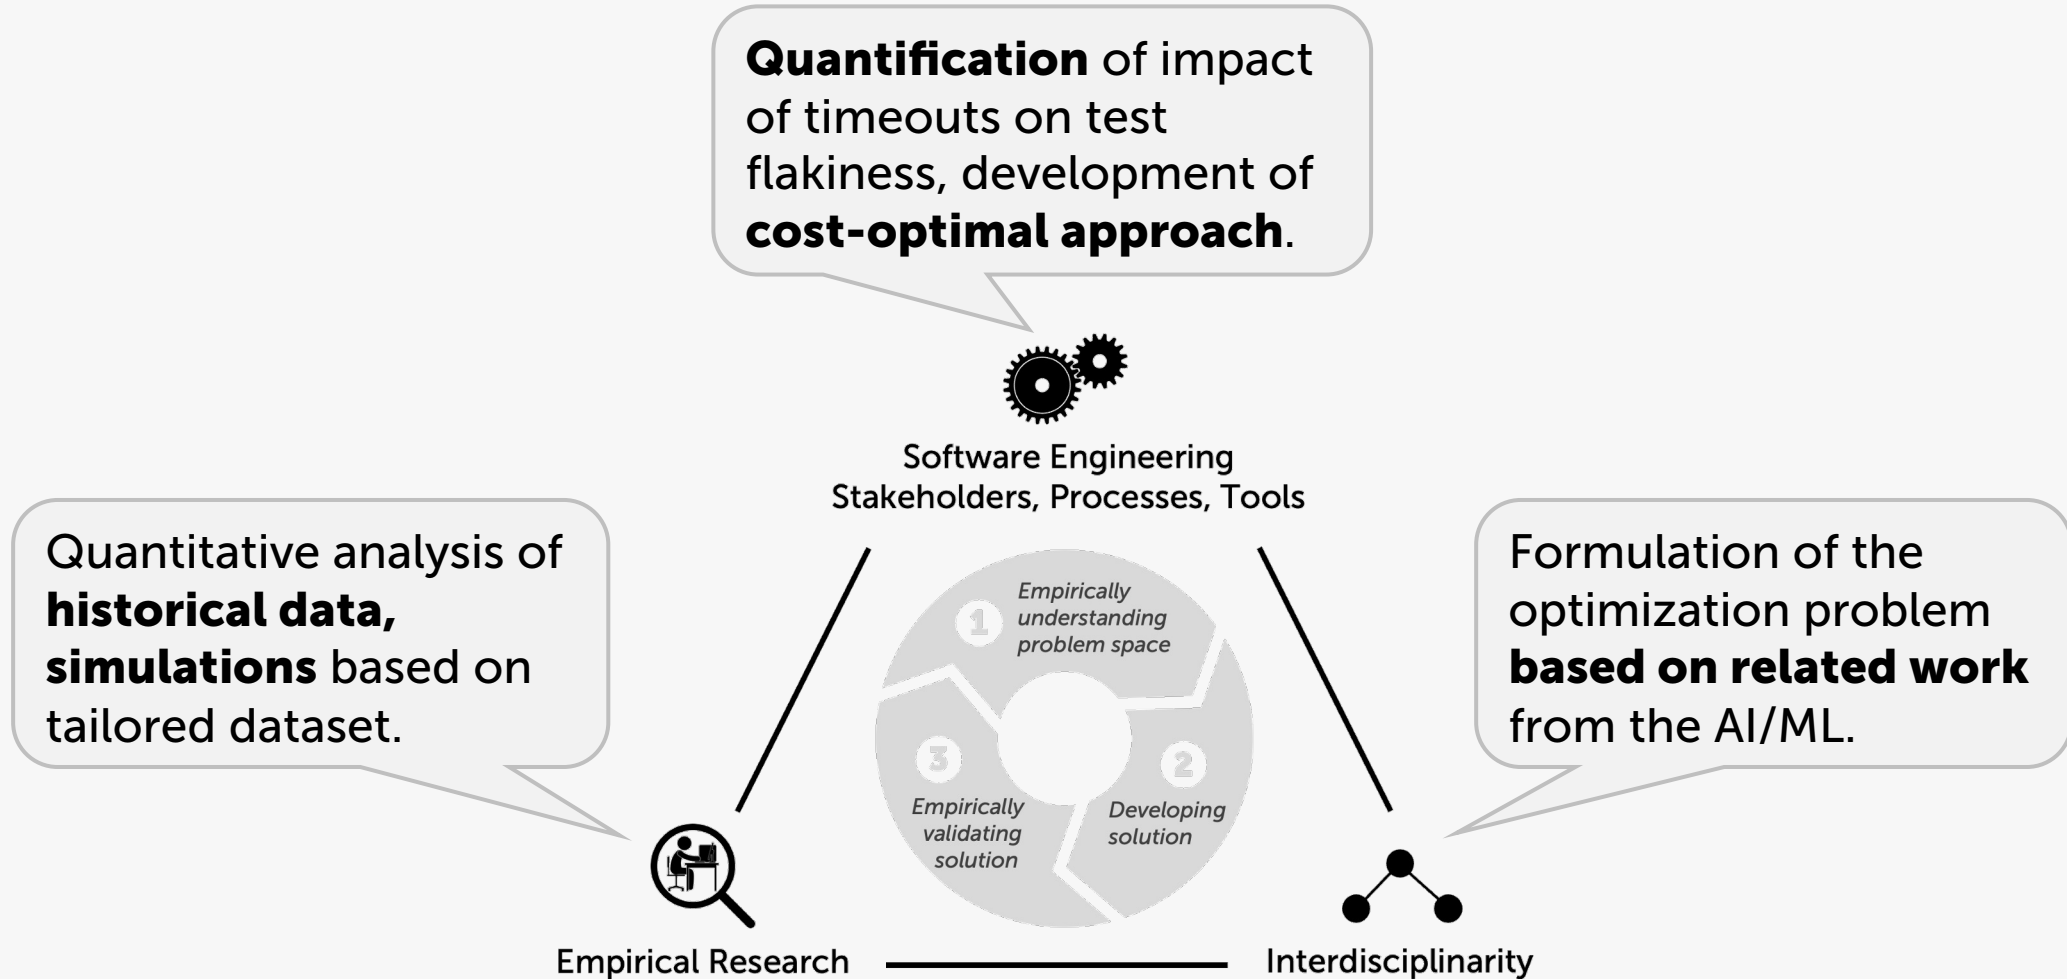 Quantification of impact
of timeouts on test
flakiness, development of
cost-optimal approach.
Software Engineering
Stakeholders, Processes, Tools
Quantitative analysis of
historical data,
simulations based on
tailored dataset.
Formulation of the
optimization problem
based on related work
from the AI/ML.
1
Empirically
understanding
problem space
2
Developing
solution
3
Empirically
validating
solution
Empirical Research
Interdisciplinarity